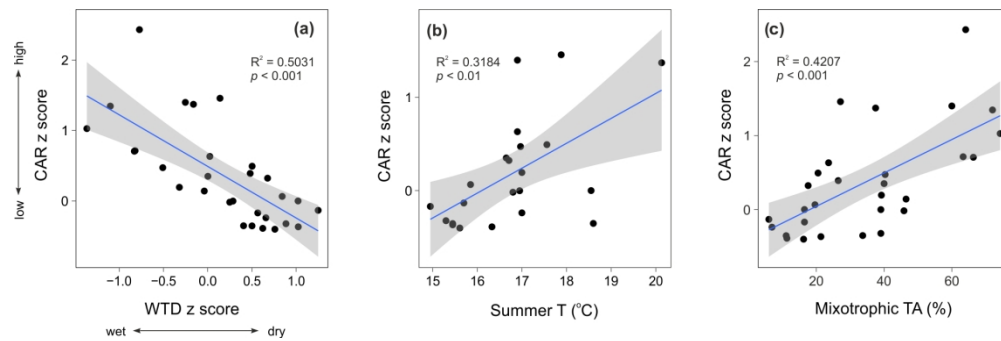 (a)
R² = 0.5031
p < 0.001
high
low
CAR z score
2
1
0
−1.0
−0.5
0.0
0.5
1.0
WTD z score
wet
dry
(b)
R² = 0.3184
p < 0.01
CAR z score
1
0
15
16
17
18
19
20
Summer T (°C)
(c)
R² = 0.4207
p < 0.001
CAR z score
2
1
0
20
40
60
Mixotrophic TA (%)